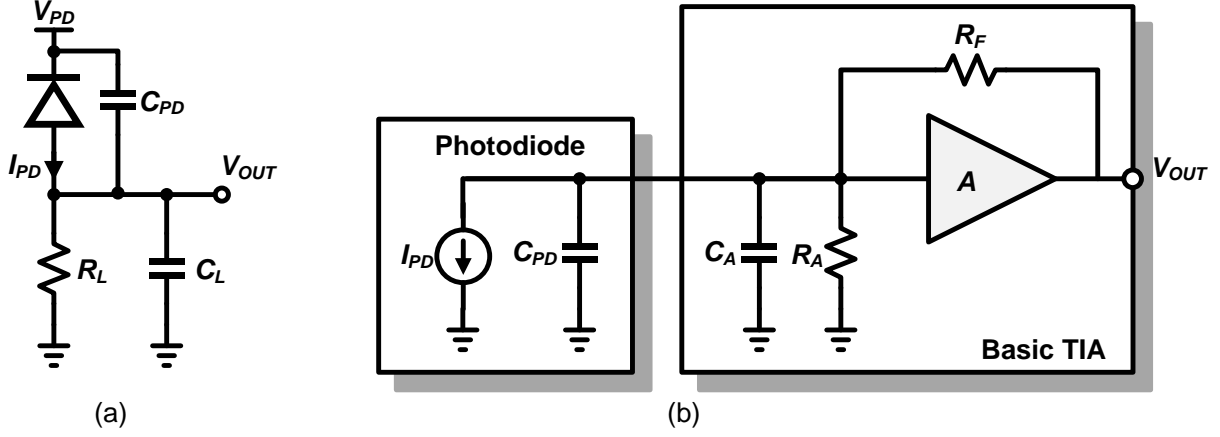 V_PD
C_PD
I_PD
V_OUT
R_L
C_L
(a)
Photodiode
I_PD
C_PD
R_F
A
V_OUT
C_A
R_A
Basic TIA
(b)